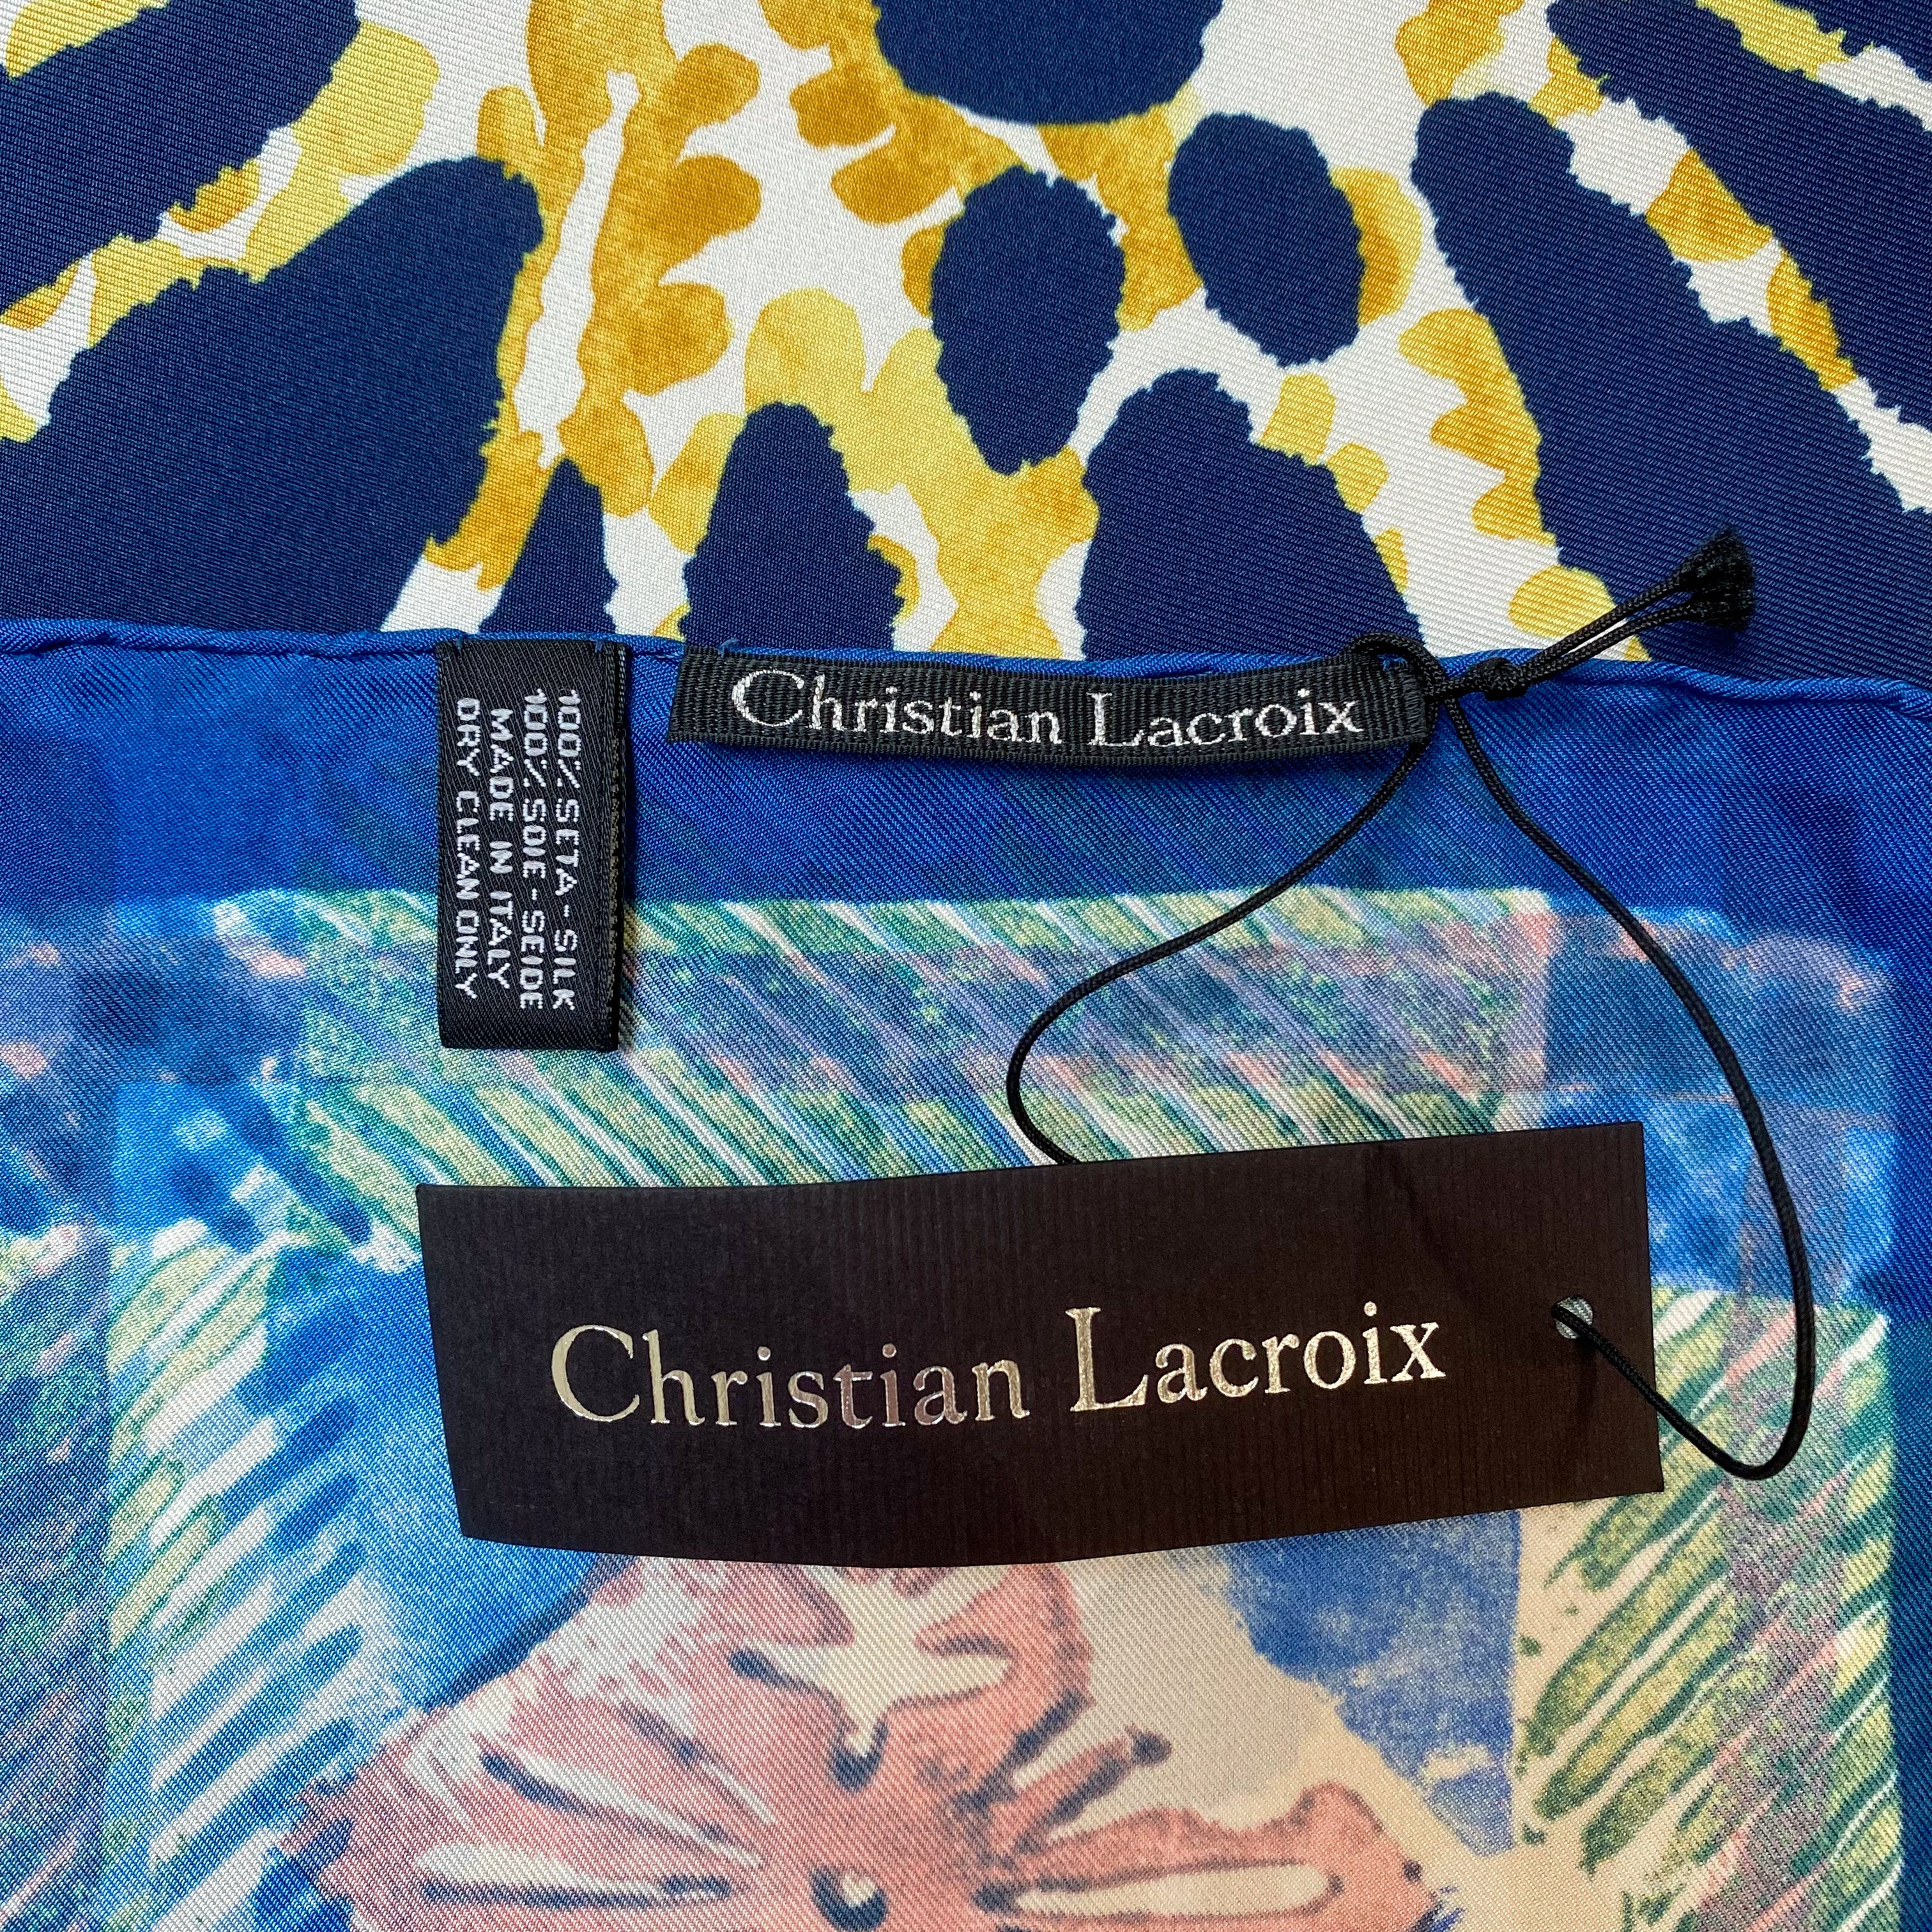 100% SETA-SILK
100% SOIE-SEIDE
MADE IN ITALY
DRY CLEAN ONLY
Christian Lacroix
Christian Lacroix